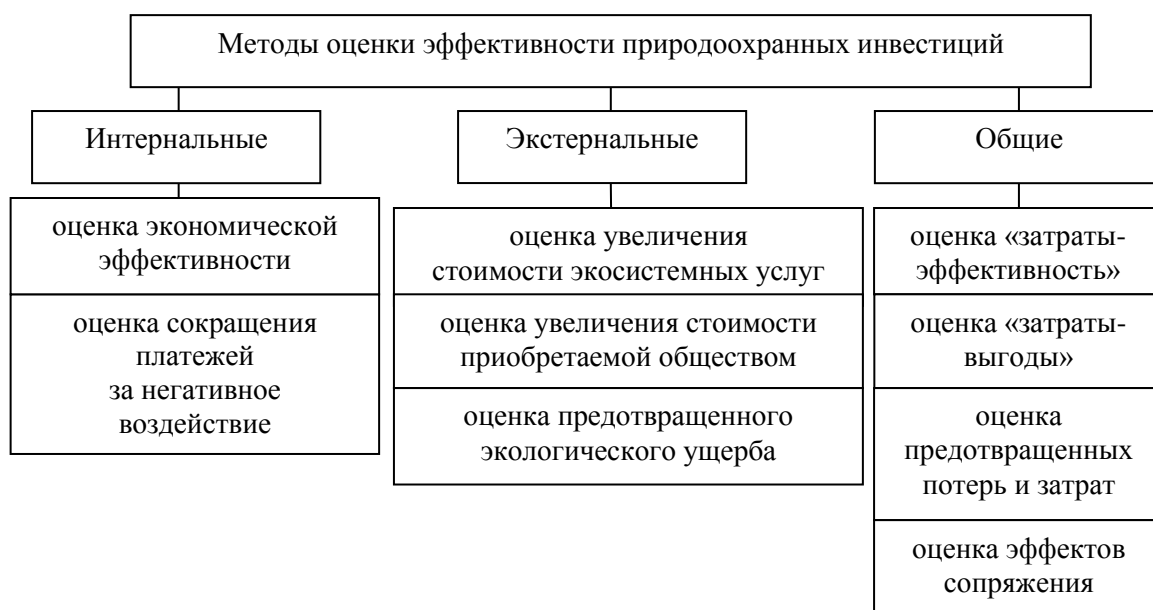 Методы оценки эффективности природоохранных инвестиций
Интернальные
Экстернальные
Общие
оценка экономической
эффективности
оценка сокращения
платежей
за негативное
воздействие
оценка увеличения
стоимости экосистемных услуг
оценка увеличения стоимости
приобретаемой обществом
оценка предотвращенного
экологического ущерба
оценка «затраты-
эффективность»
оценка «затраты-
выгоды»
оценка
предотвращенных
потерь и затрат
оценка эффектов
сопряжения